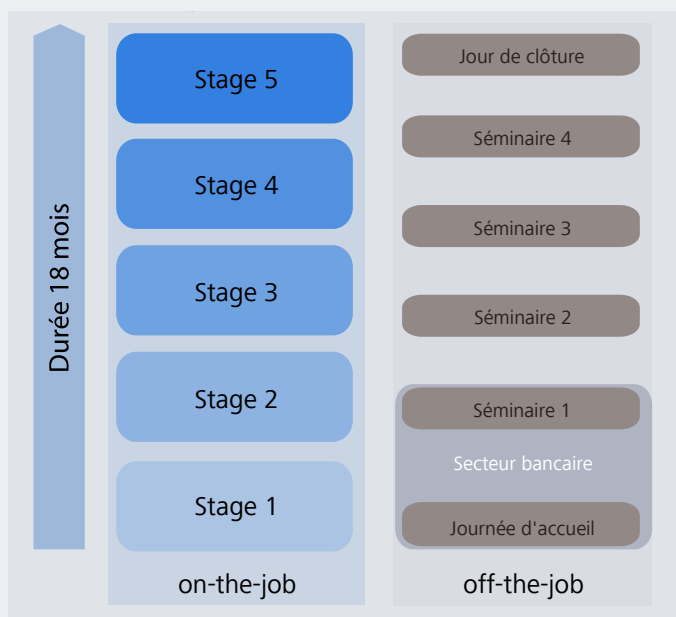 Durée 18 mois
Stage 5
Stage 4
Stage 3
Stage 2
Stage 1
on-the-job
Jour de clôture
Séminaire 4
Séminaire 3
Séminaire 2
Séminaire 1
Secteur bancaire
Journée d'accueil
off-the-job